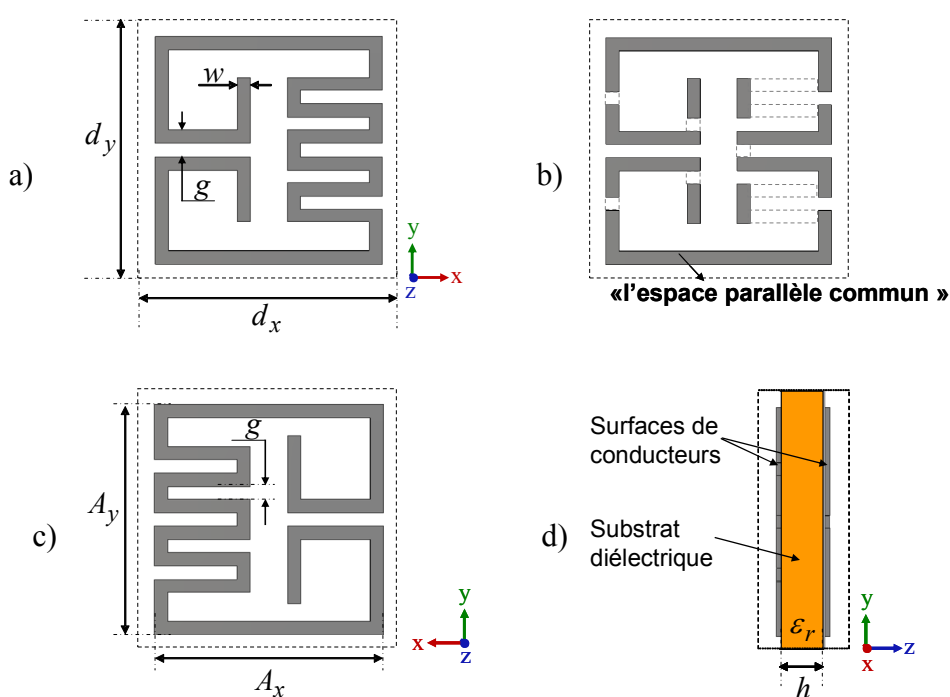 a)
d_y
w
g
d_x
y
z
x
b)
«l'espace parallèle commun »
y
z
x
c)
A_y
g
A_x
y
x
z
d)
Surfaces de
conducteurs
Substrat
diélectrique
ε_r
h
y
x
z